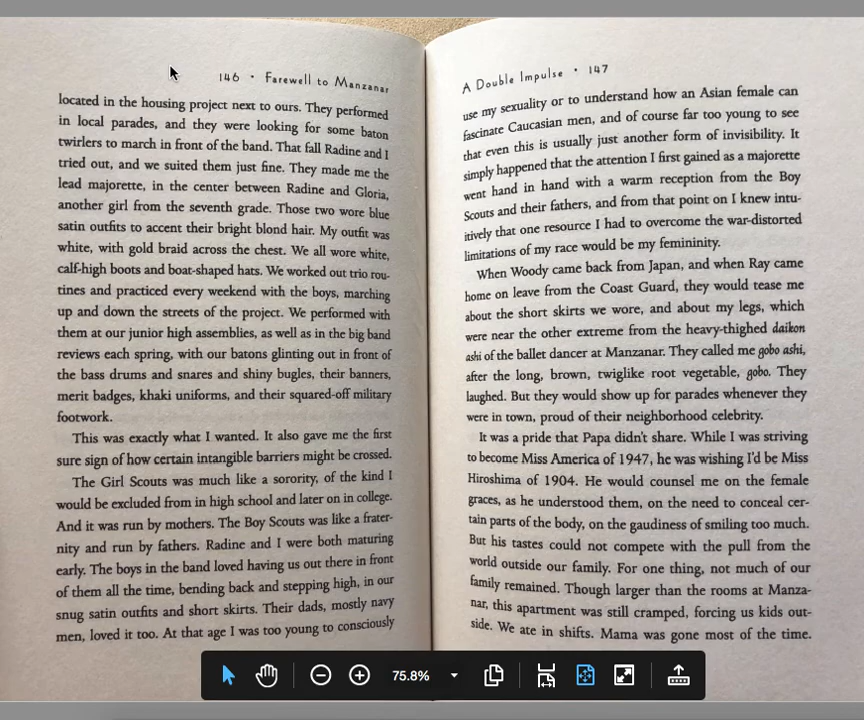 146 • Farewell to Manzanar
located in the housing project next to ours. They performed
in local parades, and they were looking for some baton
twirlers to march in front of the band. That fall Radine and I
tried out, and we suited them just fine. They made me the
lead majorette, in the center between Radine and Gloria,
another girl from the seventh grade. Those two wore blue
satin outfits to accent their bright blond hair. My outfit was
white, with gold braid across the chest. We all wore white,
calf-high boots and boat-shaped hats. We worked out trio rou-
tines and practiced every weekend with the boys, marching
up and down the streets of the project. We performed with
them at our junior high assemblies, as well as in the big band
reviews each spring, with our batons glinting out in front of
the bass drums and snares and shiny bugles, their banners,
merit badges, khaki uniforms, and their squared-off military
footwork.
This was exactly what I wanted. It also gave me the first
sure sign of how certain intangible barriers might be crossed.
The Girl Scouts was much like a sorority, of the kind I
would be excluded from in high school and later on in college.
And it was run by mothers. The Boy Scouts was like a frater-
nity and run by fathers. Radine and I were both maturing
early. The boys in the band loved having us out there in front
of them all the time, bending back and stepping high, in our
snug satin outfits and short skirts. Their dads, mostly navy
men, loved it too. At that age I was too young to consciously
A Double Impulse • 147
use my sexuality or to understand how an Asian female can
fascinate Caucasian men, and of course far too young to see
that even this is usually just another form of invisibility. It
simply happened that the attention I first gained as a majorette
went hand in hand with a warm reception from the Boy
Scouts and their fathers, and from that point on I knew intu-
itively that one resource I had to overcome the war-distorted
limitations of my race would be my femininity.
When Woody came back from Japan, and when Ray came
home on leave from the Coast Guard, they would tease me
about the short skirts we wore, and about my legs, which
were near the other extreme from the heavy-thighed daikon
ashi of the ballet dancer at Manzanar. They called me gobo ashi,
after the long, brown, twiglike root vegetable, gobo. They
laughed. But they would show up for parades whenever they
were in town, proud of their neighborhood celebrity.
It was a pride that Papa didn't share. While I was striving
to become Miss America of 1947, he was wishing I'd be Miss
Hiroshima of 1904. He would counsel me on the female
graces, as he understood them, on the need to conceal cer-
tain parts of the body, on the gaudiness of smiling too much.
But his tastes could not compete with the pull from the
world outside our family. For one thing, not much of our
family remained. Though larger than the rooms at Manza-
nar, this apartment was still cramped, forcing us kids out-
side. We ate in shifts. Mama was gone most of the time.
75.8%